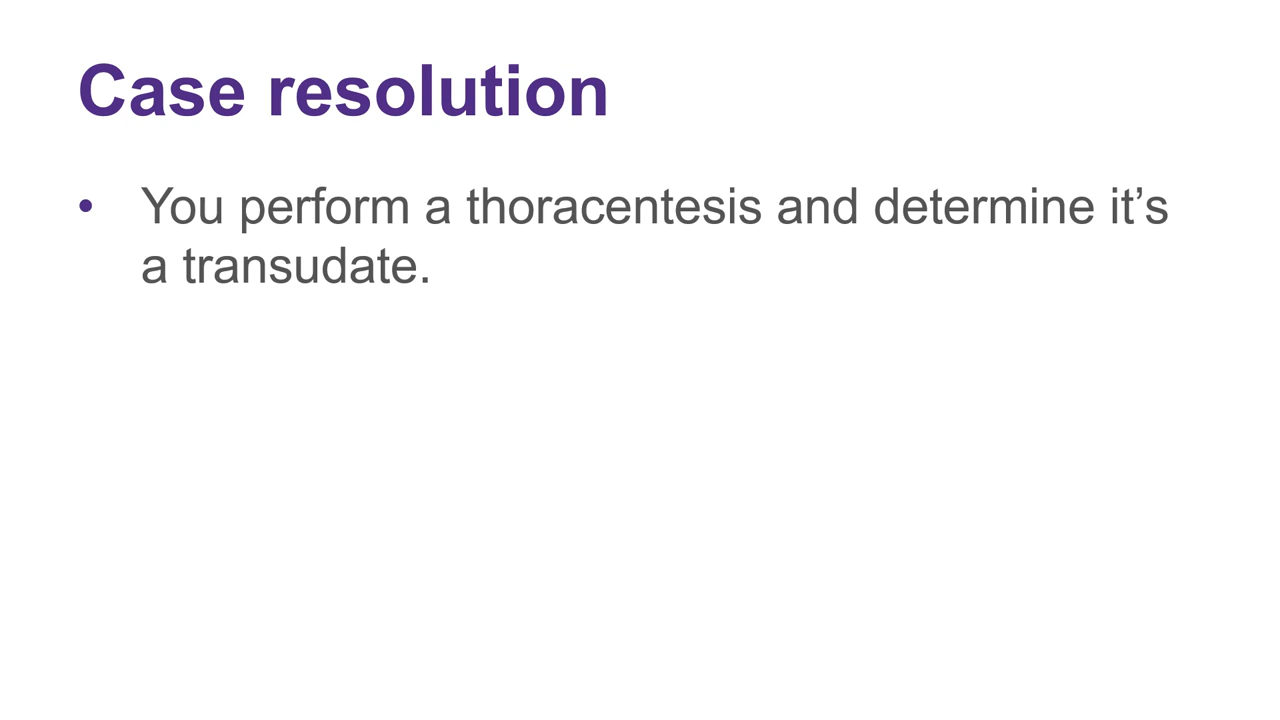 Case resolution
• You perform a thoracentesis and determine it’s
a transudate.